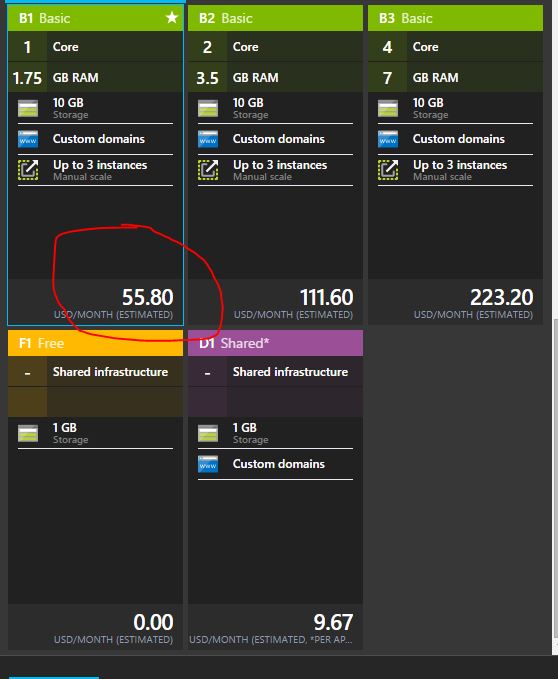 B1 Basic
1 Core
1.75 GB RAM
10 GB
Storage
www Custom domains
Up to 3 instances
Manual scale
55.80
USD/MONTH (ESTIMATED)
B2 Basic
2 Core
3.5 GB RAM
10 GB
Storage
www Custom domains
Up to 3 instances
Manual scale
111.60
USD/MONTH (ESTIMATED)
B3 Basic
4 Core
7 GB RAM
10 GB
Storage
www Custom domains
Up to 3 instances
Manual scale
223.20
USD/MONTH (ESTIMATED)
F1 Free
- Shared infrastructure
1 GB
Storage
0.00
USD/MONTH (ESTIMATED)
D1 Shared*
- Shared infrastructure
1 GB
Storage
www Custom domains
9.67
USD/MONTH (ESTIMATED, *PER AP...